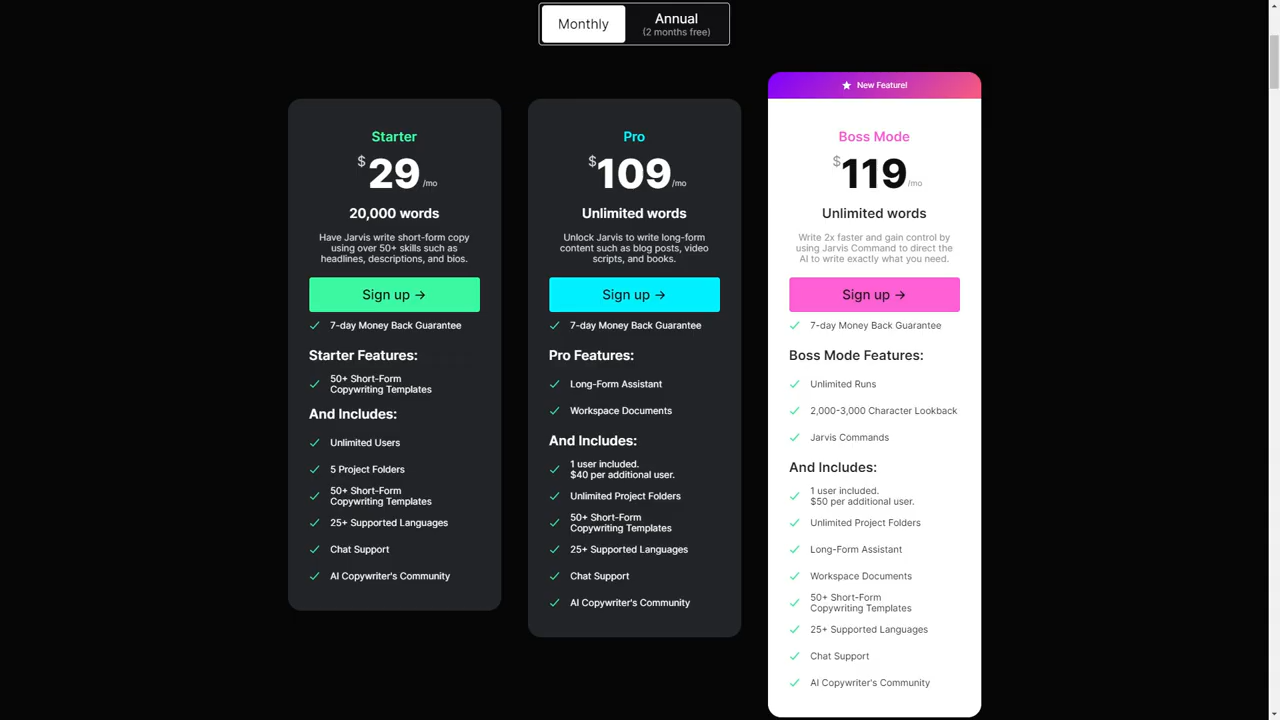 Monthly
Annual
(2 months free)
New Feature!
Starter
$29/mo
20,000 words
Have Jarvis write short-form copy
using over 50+ skills such as
headlines, descriptions, and bios.
Sign up →
7-day Money Back Guarantee
Starter Features:
50+ Short-Form
Copywriting Templates
And Includes:
Unlimited Users
5 Project Folders
50+ Short-Form
Copywriting Templates
25+ Supported Languages
Chat Support
AI Copywriter's Community
Pro
$109/mo
Unlimited words
Unlock Jarvis to write long-form
content such as blog posts, video
scripts, and books.
Sign up →
7-day Money Back Guarantee
Pro Features:
Long-Form Assistant
Workspace Documents
And Includes:
1 user included.
$40 per additional user.
Unlimited Project Folders
50+ Short-Form
Copywriting Templates
25+ Supported Languages
Chat Support
AI Copywriter's Community
Boss Mode
$119/mo
Unlimited words
Write 2x faster and gain control by
using Jarvis Command to direct the
AI to write exactly what you need.
Sign up →
7-day Money Back Guarantee
Boss Mode Features:
Unlimited Runs
2,000-3,000 Character Lookback
Jarvis Commands
And Includes:
1 user included.
$50 per additional user.
Unlimited Project Folders
Long-Form Assistant
Workspace Documents
50+ Short-Form
Copywriting Templates
25+ Supported Languages
Chat Support
AI Copywriter's Community